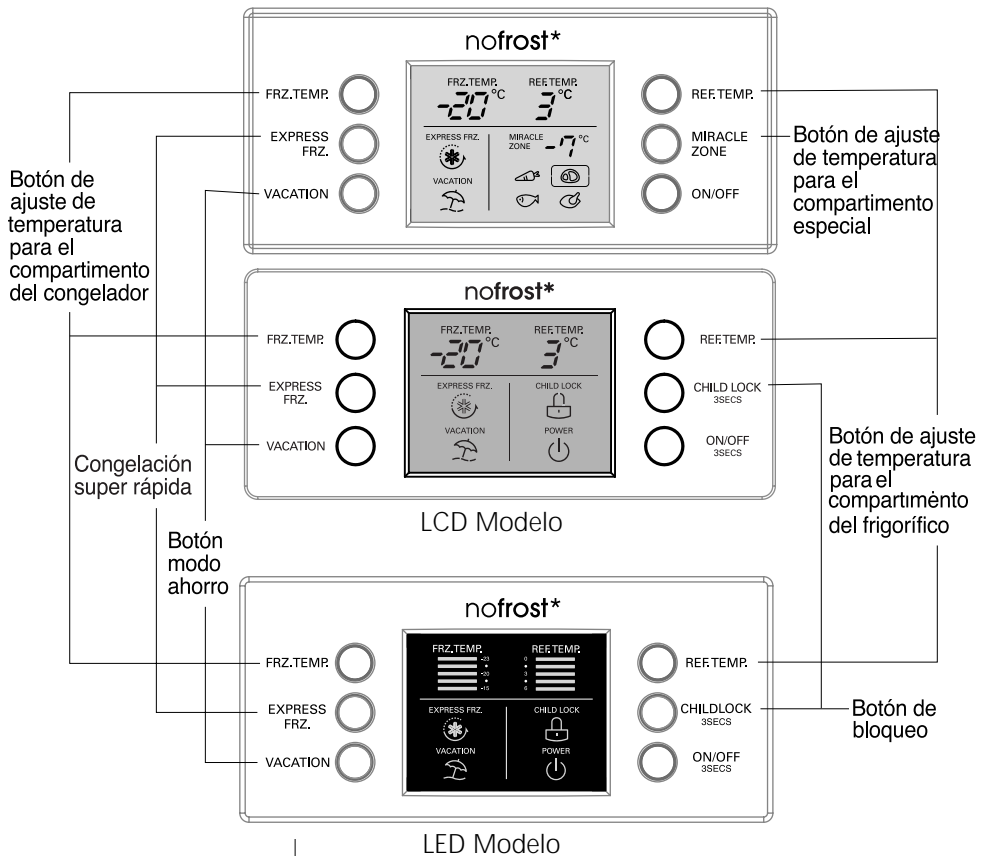 nofrost*
FRZ.TEMP.
EXPRESS
FRZ.
VACATION
FRZ.TEMP. REF.TEMP.
-20 °C 3 °C
EXPRESS FRZ.
MIRACLE
ZONE -7 °C
VACATION
REF.TEMP.
MIRACLE
ZONE
ON/OFF
Botón de
ajuste de
temperatura
para el
compartimento
del congelador
Botón de ajuste
de temperatura
para el
compartimento
especial
nofrost*
FRZ.TEMP.
EXPRESS
FRZ.
VACATION
FRZ.TEMP. REF.TEMP.
-20 °C 3 °C
EXPRESS FRZ. CHILD LOCK
VACATION POWER
REF.TEMP.
CHILD LOCK
3SECS
ON/OFF
3SECS
LCD Modelo
Congelación
super rápida
Botón
modo
ahorro
Botón de ajuste
de temperatura
para el
compartimento
del frigorífico
nofrost*
FRZ.TEMP.
EXPRESS
FRZ.
VACATION
FRZ.TEMP. REF.TEMP.
-23 0
-20 3
-15 6
EXPRESS FRZ. CHILD LOCK
VACATION POWER
REF.TEMP.
CHILDLOCK
3SECS
ON/OFF
3SECS
Botón de
bloqueo
LED Modelo